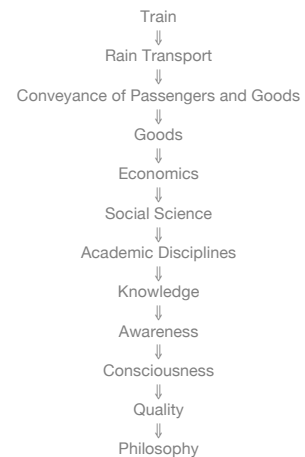 Train
⇓
Rain Transport
⇓
Conveyance of Passengers and Goods
⇓
Goods
⇓
Economics
⇓
Social Science
⇓
Academic Disciplines
⇓
Knowledge
⇓
Awareness
⇓
Consciousness
⇓
Quality
⇓
Philosophy